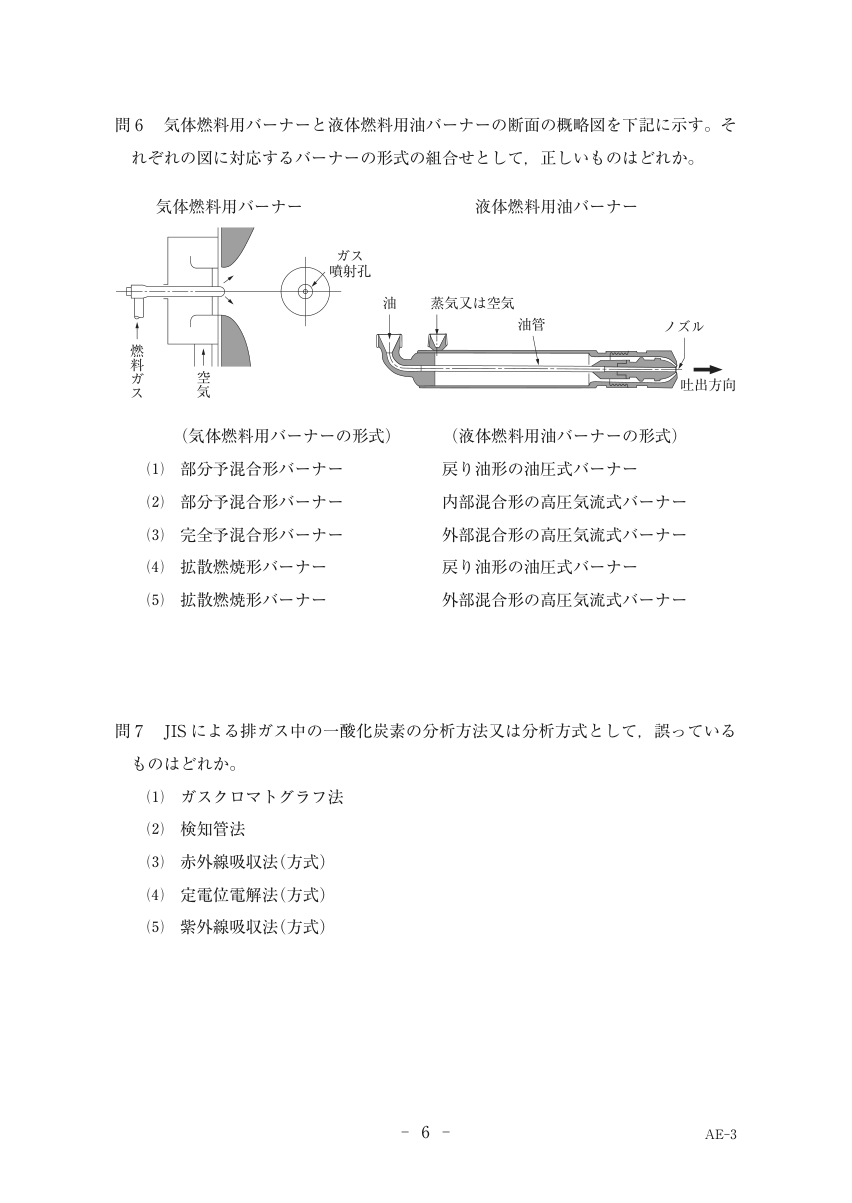 問6　気体燃料用バーナーと液体燃料用油バーナーの断面の概略図を下記に示す。そ
れぞれの図に対応するバーナーの形式の組合せとして，正しいものはどれか。
気体燃料用バーナー　液体燃料用油バーナー
ガス
噴射孔
燃料ガス
空気
油　蒸気又は空気
油管
ノズル
吐出方向
（気体燃料用バーナーの形式）　（液体燃料用油バーナーの形式）
⑴　部分予混合形バーナー　戻り油形の油圧式バーナー
⑵　部分予混合形バーナー　内部混合形の高圧気流式バーナー
⑶　完全予混合形バーナー　外部混合形の高圧気流式バーナー
⑷　拡散燃焼形バーナー　戻り油形の油圧式バーナー
⑸　拡散燃焼形バーナー　外部混合形の高圧気流式バーナー
問7　JISによる排ガス中の一酸化炭素の分析方法又は分析方式として，誤っている
ものはどれか。
⑴　ガスクロマトグラフ法
⑵　検知管法
⑶　赤外線吸収法（方式）
⑷　定電位電解法（方式）
⑸　紫外線吸収法（方式）
－ 6 －
AE-3